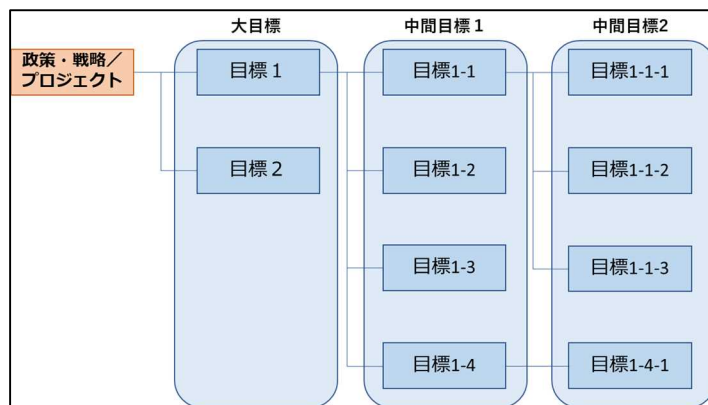 大目標
中間目標１
中間目標2
政策・戦略／
プロジェクト
目標１
目標1-1
目標1-1-1
目標２
目標1-2
目標1-1-2
目標1-3
目標1-1-3
目標1-4
目標1-4-1